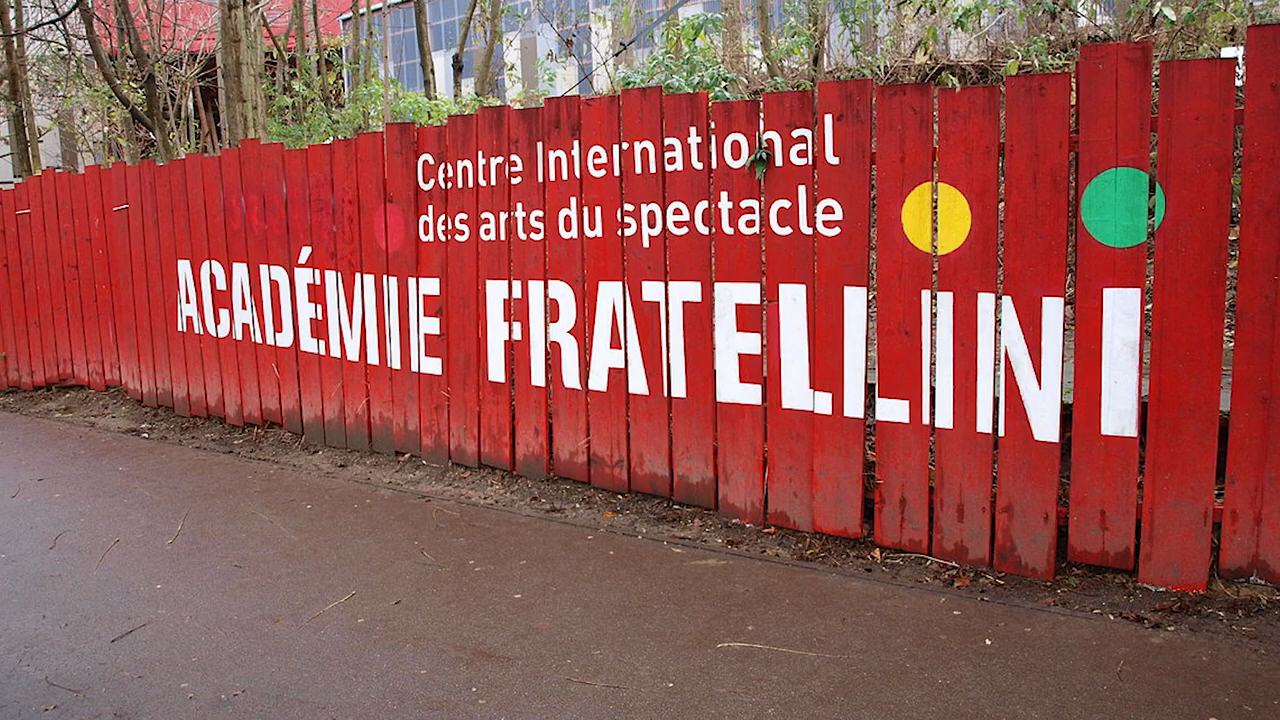 Centre International
des arts du spectacle
ACADÉMIE FRATELLINI